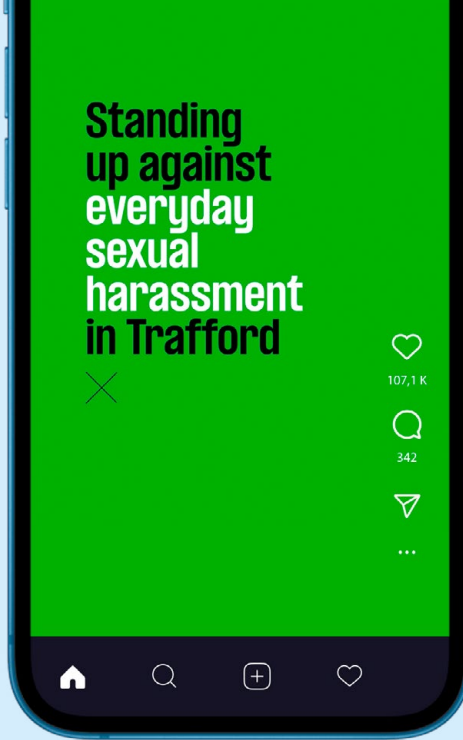 Standing
up against
everyday
sexual
harassment
in Trafford
107,1 K
342